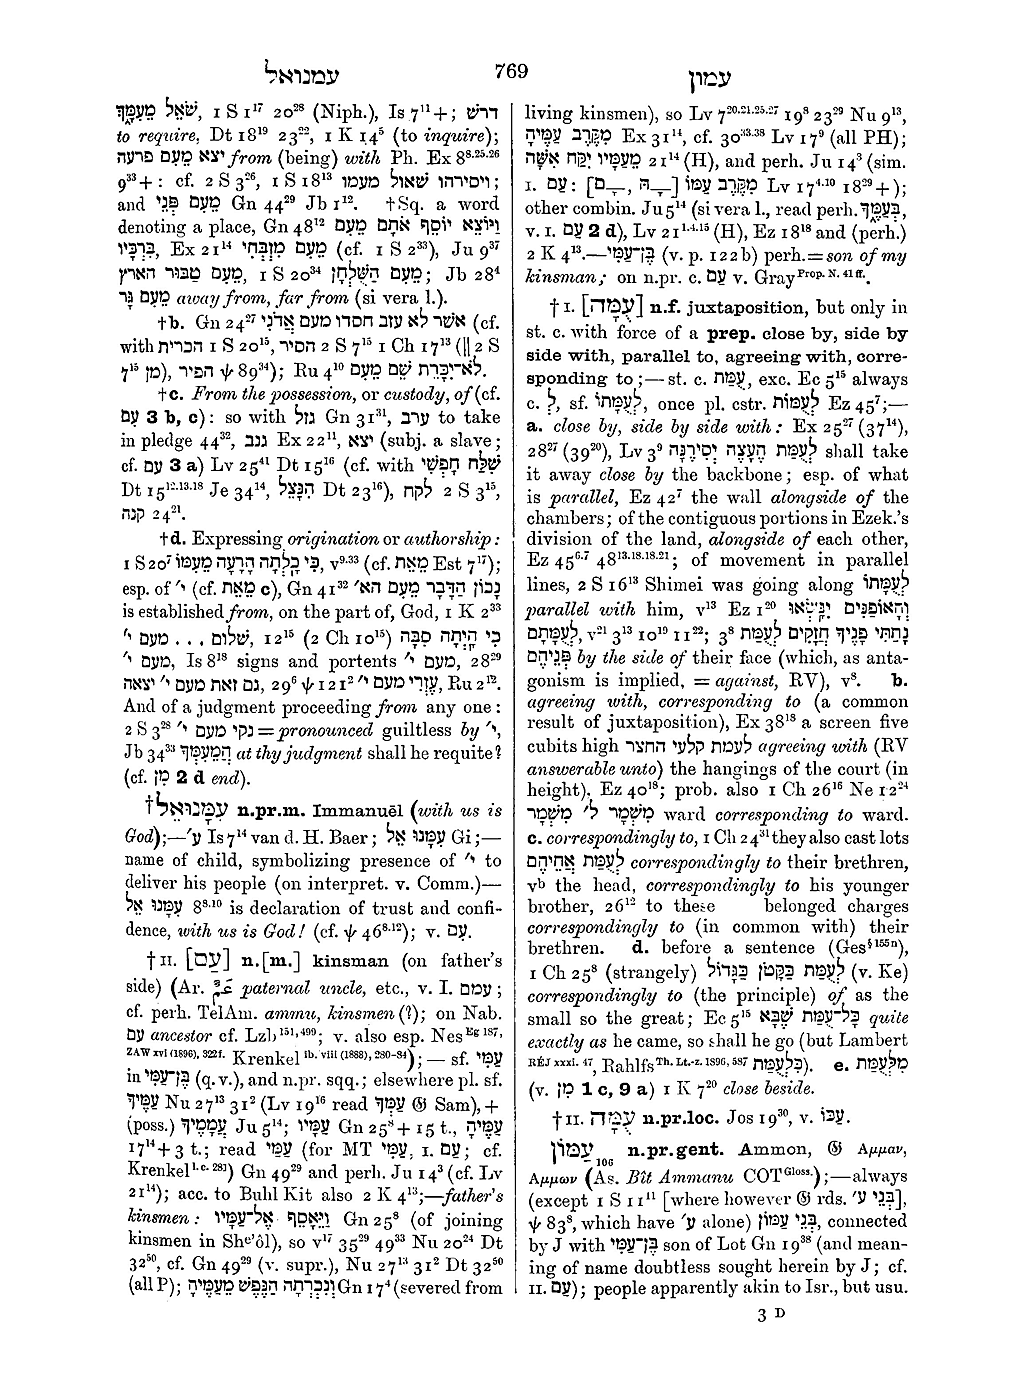 עמנואל
769
עמון
שֹׁאֵל מֵעִמָּךְ, 1 S 1¹⁷ 20²⁸ (Niph.), Is 7¹¹+; דרשׁ
to require, Dt 18¹⁹ 23²², 1 K 14⁵ (to inquire);
יצא מֵעִם פרעה from (being) with Ph. Ex 8⁸·²⁵·²⁶
9³³+: cf. 2 S 3²⁶, 1 S 18¹³ ויסירהו שאול מעמו;
and מֵעִם פְּנֵי Gn 44²⁹ Jb 1¹². †Sq. a word
denoting a place, Gn 48¹² וַיּוֹצֵא יוֹסֵף אֹתָם מֵעִם
בִּרְכָּיו, Ex 21¹⁴ מֵעִם מִזְבְּחִי (cf. 1 S 2³³), Ju 9³⁷
מֵעִם טַבּוּר הארץ, 1 S 20³⁴ מֵעִם הַשֻּׁלְחָן; Jb 28⁴
מֵעִם גָּר away from, far from (si vera l.).
†b. Gn 24²⁷ אשר לא עזב חסדו מעם אֲדֹנִי (cf.
with הכרית 1 S 20¹⁵, הסיר 2 S 7¹⁵ 1 Ch 17¹³ (‖ 2 S
7¹⁵ מן), הפיר ψ 89³⁴); Ru 4¹⁰ לֹא־יִכָּרֵת שֵׁם מֵעִם.
†c. From the possession, or custody, of (cf.
עִם 3 b, c): so with גזל Gn 31³¹, ערב to take
in pledge 44³², גנב Ex 22¹¹, יצא (subj. a slave;
cf. עִם 3 a) Lv 25⁴¹ Dt 15¹⁶ (cf. with שִׁלַּח חָפְשִׁי
Dt 15¹²·¹³·¹⁸ Je 34¹⁴, הִנָּצֵל Dt 23¹⁶), לקח 2 S 3¹⁵,
קנה 24²¹.
†d. Expressing origination or authorship:
1 S 20⁷ כִּי כָלְתָה הָרָעָה מֵעִמּוֹ, v⁹·³³ (cf. מֵאֵת Est 7¹⁷);
esp. of י׳ (cf. מֵאֵת c), Gn 41³² נָכוֹן הַדָּבָר מֵעִם הא׳
is established from, on the part of, God, 1 K 2³³
שלום ... מעם י׳, 12¹⁵ (2 Ch 10¹⁵) כִּי הָיְתָה סִבָּה
מֵעִם י׳, Is 8¹⁸ signs and portents מעם י׳, 28²⁹
גם זאת מעם י׳ יצאה, 29⁶ ψ 121² עֶזְרִי מעם י׳, Ru 2¹².
And of a judgment proceeding from any one:
2 S 3²⁸ נקי מעם י׳ = pronounced guiltless by י׳,
Jb 34³³ הֲמֵעִמְּךָ at thy judgment shall he requite?
(cf. מִן 2 d end).
†עִמָּנוּאֵל n.pr.m. Immanuēl (with us is
God);—ע׳ Is 7¹⁴ van d. H. Baer; עִמָּנוּ אֵל Gi;—
name of child, symbolizing presence of י׳ to
deliver his people (on interpret. v. Comm.)—
עִמָּנוּ אֵל 8⁸·¹⁰ is declaration of trust and confi-
dence, with us is God! (cf. ψ 46⁸·¹²); v. עִם.
†II. [עַם] n.[m.] kinsman (on father's
side) (Ar. عَمّ paternal uncle, etc., v. I. עמם;
cf. perh. TelAm. ammu, kinsmen (?); on Nab.
עם ancestor cf. Lzb¹⁵¹,⁴⁹⁹; v. also esp. Nes Eg 187,
ZAW xvi (1896), 322 f. Krenkel ib. viii (1888), 280-84); — sf. עַמִּי
in בֶּן־עַמִּי (q.v.), and n.pr. sqq.; elsewhere pl. sf.
עַמֶּיךָ Nu 27¹³ 31² (Lv 19¹⁶ read עַמְּךָ 𝔊 Sam), +
(poss.) עֲמָמֶיךָ Ju 5¹⁴; עַמָּיו Gn 25⁸ + 15 t., עַמֶּיהָ
17¹⁴ + 3 t.; read עַמַּי (for MT עַמִּי, I. עַם; cf.
Krenkel l.c. 283) Gn 49²⁹ and perh. Ju 14³ (cf. Lv
21¹⁴); acc. to Buhl Kit also 2 K 4¹³;—father's
kinsmen: וַיֵּאָסֶף אֶל־עַמָּיו Gn 25⁸ (of joining
kinsmen in Sheʾôl), so v¹⁷ 35²⁹ 49³³ Nu 20²⁴ Dt
32⁵⁰, cf. Gn 49²⁹ (v. supr.), Nu 27¹³ 31² Dt 32⁵⁰
(all P); וְנִכְרְתָה הַנֶּפֶשׁ מֵעַמֶּיהָ Gn 17⁴ (severed from
living kinsmen), so Lv 7²⁰·²¹·²⁵·²⁷ 19⁸ 23²⁹ Nu 9¹³,
מִקֶּרֶב עַמֶּיהָ Ex 31¹⁴, cf. 30³³·³⁸ Lv 17⁹ (all PH);
מֵעַמָּיו יִקַּח אִשָּׁה 21¹⁴ (H), and perh. Ju 14³ (sim.
I. עַם: [ם ָ , הּ ָ ] מִקֶּרֶב עַמּוֹ Lv 17⁴·¹⁰ 18²⁹+);
other combin. Ju 5¹⁴ (si vera l., read perh. בְּעַמֶּךָ,
v. I. עַם 2 d), Lv 21¹·⁴·¹⁵ (H), Ez 18¹⁸ and (perh.)
2 K 4¹³.—בֶּן־עַמִּי (v. p. 122 b) perh. = son of my
kinsman; on n.pr. c. עַם v. Gray Prop. N. 41 ff.
†I. [עֻמָּה] n.f. juxtaposition, but only in
st. c. with force of a prep. close by, side by
side with, parallel to, agreeing with, corre-
sponding to;—st. c. עֻמַּת, exc. Ec 5¹⁵ always
c. לְ, sf. לְעֻמָּתוֹ, once pl. cstr. לְעֻמּוֹת Ez 45⁷;—
a. close by, side by side with: Ex 25²⁷ (37¹⁴),
28²⁷ (39²⁰), Lv 3⁹ לְעֻמַּת הֶעָצֶה יְסִירֶנָּה shall take
it away close by the backbone; esp. of what
is parallel, Ez 42⁷ the wall alongside of the
chambers; of the contiguous portions in Ezek.'s
division of the land, alongside of each other,
Ez 45⁶·⁷ 48¹³·¹⁸·¹⁸·²¹; of movement in parallel
lines, 2 S 16¹³ Shimei was going along לְעֻמָּתוֹ
parallel with him, v¹³ Ez 1²⁰ וְהָאוֹפַנִּים יִנָּשְׂאוּ
לְעֻמָּתָם, v²¹ 3¹³ 10¹⁹ 11²²; 3⁸ נָתַתִּי פָנֶיךָ חֲזָקִים לְעֻמַּת
פְּנֵיהֶם by the side of their face (which, as anta-
gonism is implied, = against, RV), v⁸. b.
agreeing with, corresponding to (a common
result of juxtaposition), Ex 38¹⁸ a screen five
cubits high לעמת קלעי החצר agreeing with (RV
answerable unto) the hangings of the court (in
height), Ez 40¹⁸; prob. also 1 Ch 26¹⁶ Ne 12²⁴
מִשְׁמָר ל׳ מִשְׁמָר ward corresponding to ward.
c. correspondingly to, 1 Ch 24³¹ they also cast lots
לְעֻמַּת אֲחֵיהֶם correspondingly to their brethren,
vᵇ the head, correspondingly to his younger
brother, 26¹² to these belonged charges
correspondingly to (in common with) their
brethren. d. before a sentence (Ges§155n),
1 Ch 25⁸ (strangely) לְעֻמַּת כַּקָּטֹן כַּגָּדוֹל (v. Ke)
correspondingly to (the principle) of as the
small so the great; Ec 5¹⁵ כָּל־עֻמַּת שֶׁבָּא quite
exactly as he came, so shall he go (but Lambert
RÉJ xxxi. 47, Rahlfs Th. Lt.-z. 1896, 587 כִּלְעֻמַּת). e. מִלְעֻמַּת
(v. מִן 1 c, 9 a) 1 K 7²⁰ close beside.
†II. עֻמָּה n.pr.loc. Jos 19³⁰, v. עַכּוֹ.
עַמּוֹן ₁₀₆ n.pr.gent. Ammon, 𝔊 Αμμαν,
Αμμων (As. Bît Ammanu COT Gloss.);—always
(except 1 S 11¹¹ [where however 𝔊 rds. בְּנֵי ע׳],
ψ 83⁸, which have ע׳ alone) בְּנֵי עַמּוֹן, connected
by J with בֶּן־עַמִּי son of Lot Gn 19³⁸ (and mean-
ing of name doubtless sought herein by J; cf.
II. עַם); people apparently akin to Isr., but usu.
3 D